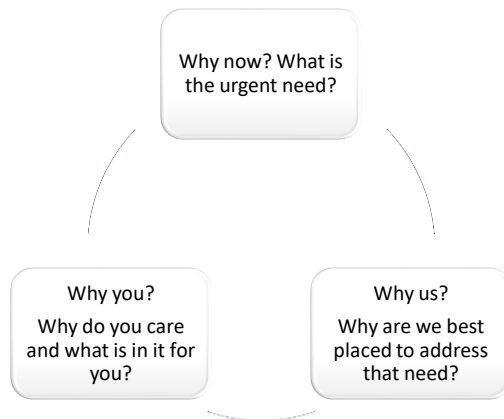 Why now? What is
the urgent need?
Why you?
Why do you care
and what is in it for
you?
Why us?
Why are we best
placed to address
that need?